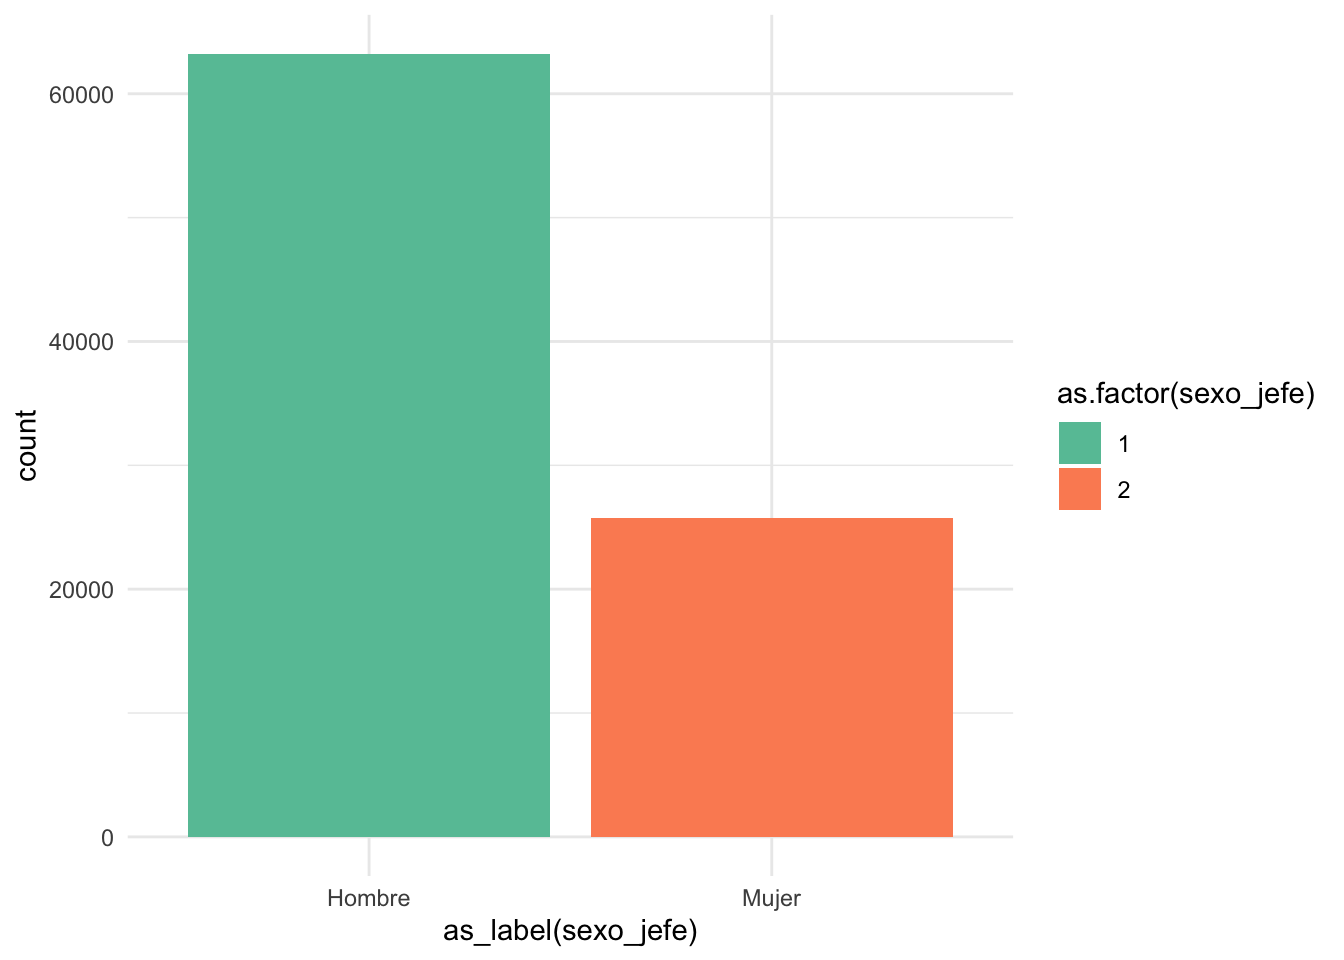 60000
40000
20000
0
count
Hombre
Mujer
as_label(sexo_jefe)
as.factor(sexo_jefe)
1
2